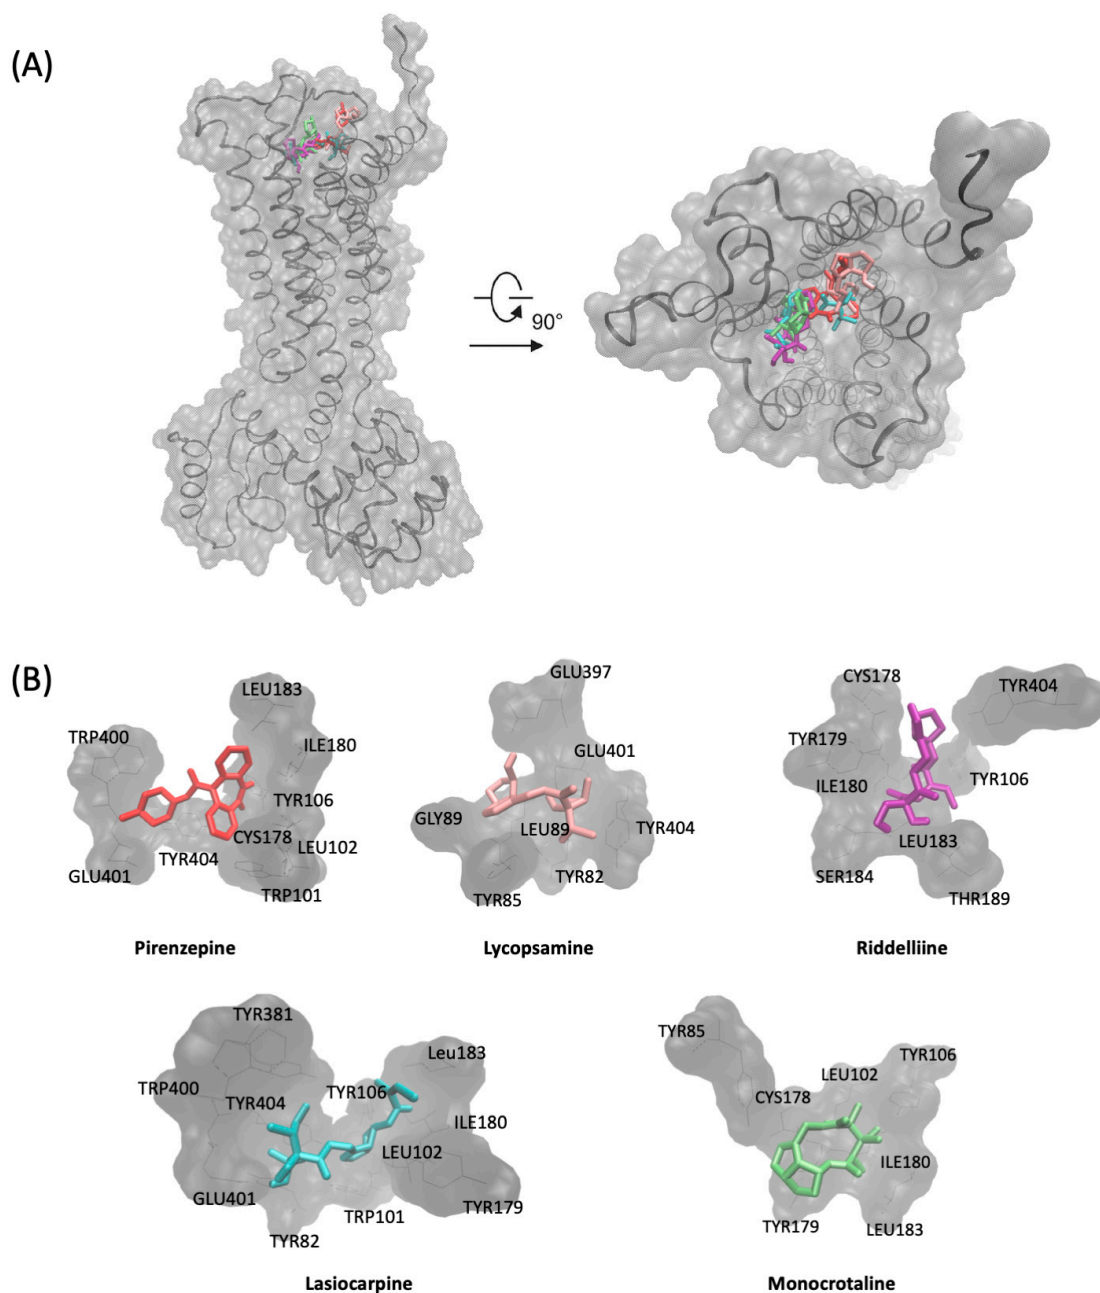 (A)
90°
(B)
LEU183
TRP400
ILE180
TYR106
CYS178
LEU102
TYR404
GLU401
TRP101
Pirenzepine
GLU397
GLU401
GLY89
LEU89
TYR404
TYR82
TYR85
Lycopsamine
CYS178
TYR404
TYR179
ILE180
TYR106
LEU183
SER184
THR189
Riddelliine
TYR381
Leu183
TRP400
TYR106
TYR404
ILE180
LEU102
GLU401
TYR179
TRP101
TYR82
Lasiocarpine
TYR85
TYR106
LEU102
CYS178
ILE180
TYR179
LEU183
Monocrotaline